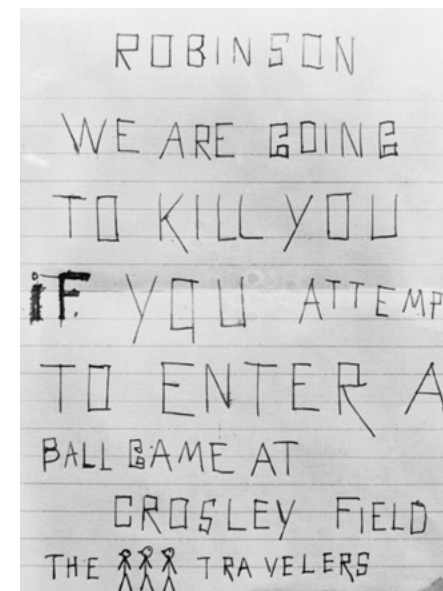 ROBINSON
WE ARE GOING
TO KILL YOU
iF YOU ATTEMP
TO ENTER A
BALL GAME AT
CROSLEY FIELD
THE TRAVELERS